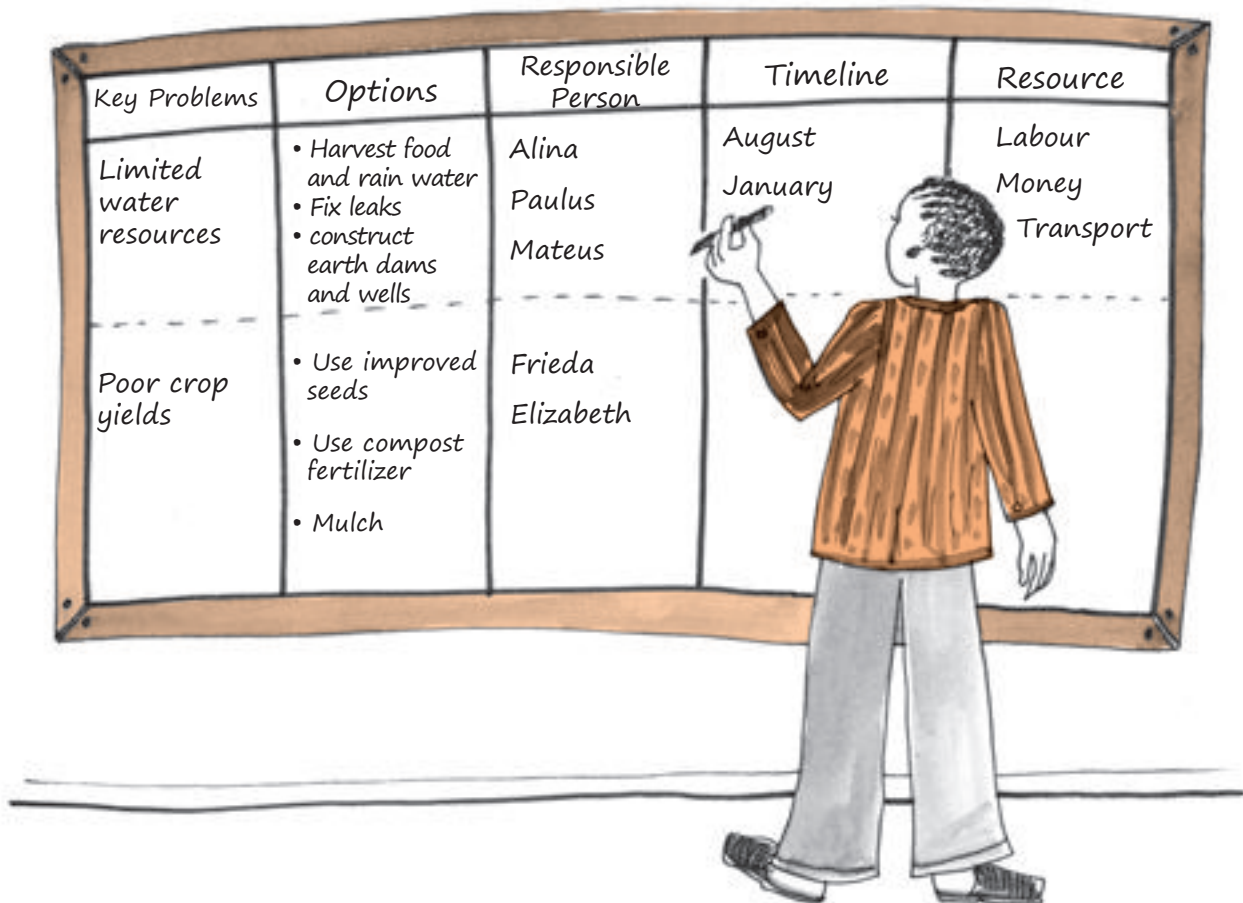 Key Problems
Options
Responsible
Person
Timeline
Resource
Limited
water
resources
• Harvest food
and rain water
• Fix leaks
• construct
earth dams
and wells
Alina
Paulus
Mateus
August
January
Labour
Money
Transport
Poor crop
yields
• Use improved
seeds
• Use compost
fertilizer
• Mulch
Frieda
Elizabeth